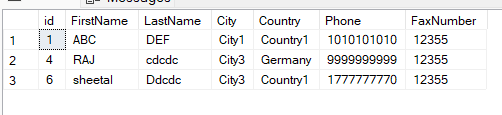 id FirstName LastName City Country Phone FaxNumber
1 1 ABC DEF City1 Country1 1010101010 12355
2 4 RAJ cdcdc City3 Germany 9999999999 12355
3 6 sheetal Ddcdc City3 Country1 1777777770 12355